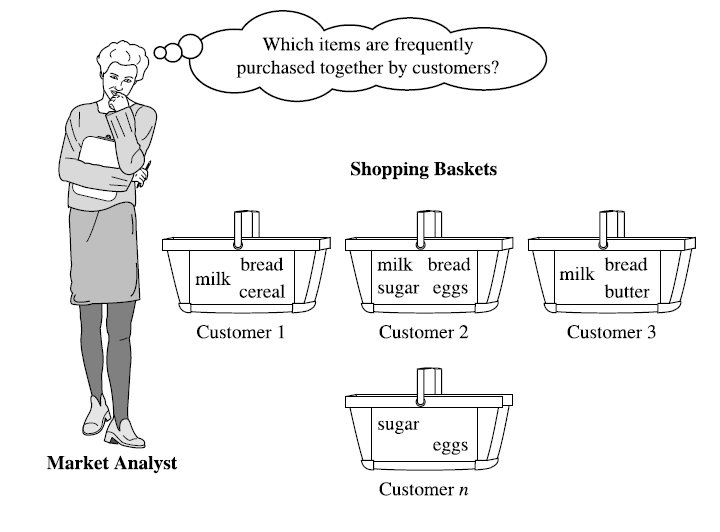 Which items are frequently
purchased together by customers?
Shopping Baskets
milk
bread
cereal
Customer 1
milk bread
sugar eggs
Customer 2
milk
bread
butter
Customer 3
sugar
eggs
Customer n
Market Analyst